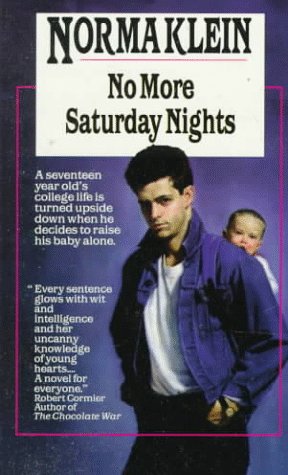 NORMA KLEIN
No More
Saturday Nights
A seventeen
year old's
college life is
turned upside
down when he
decides to raise
his baby alone.
" Every sentence
glows with wit
and
intelligence
and her
uncanny
knowledge
of young
hearts....
A novel for
everyone."
Robert Cormier
Author of
The Chocolate War